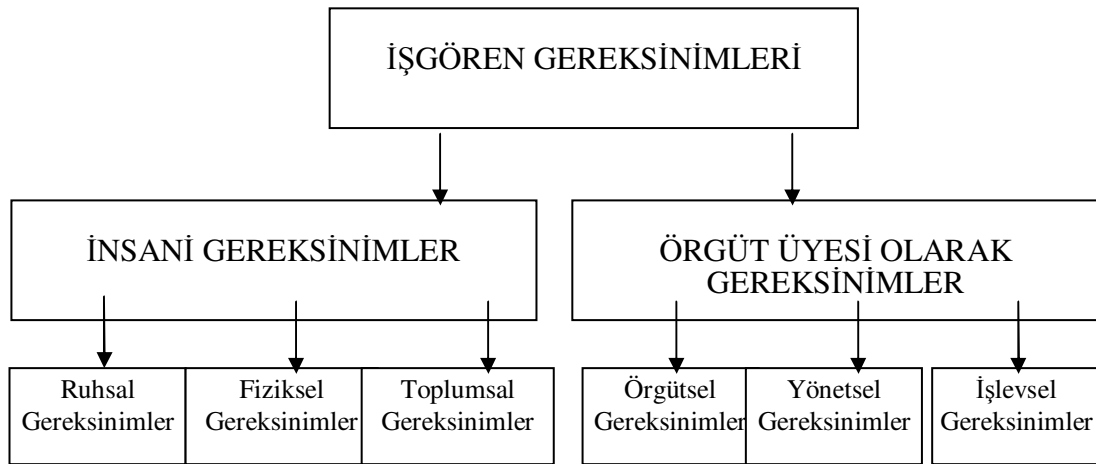 İŞGÖREN GEREKSİNİMLERİ
İNSANİ GEREKSİNİMLER
ÖRGÜT ÜYESİ OLARAK
GEREKSİNİMLER
Ruhsal
Gereksinimler
Fiziksel
Gereksinimler
Toplumsal
Gereksinimler
Örgütsel
Gereksinimler
Yönetsel
Gereksinimler
İşlevsel
Gereksinimler